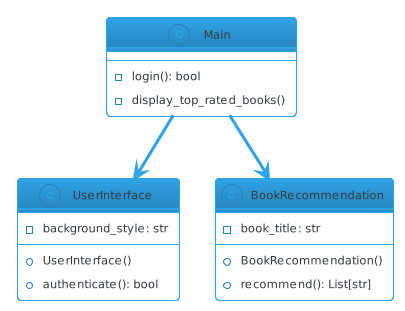 C Main
login(): bool
display_top_rated_books()
C UserInterface
background_style: str
UserInterface()
authenticate(): bool
C BookRecommendation
book_title: str
BookRecommendation()
recommend(): List[str]